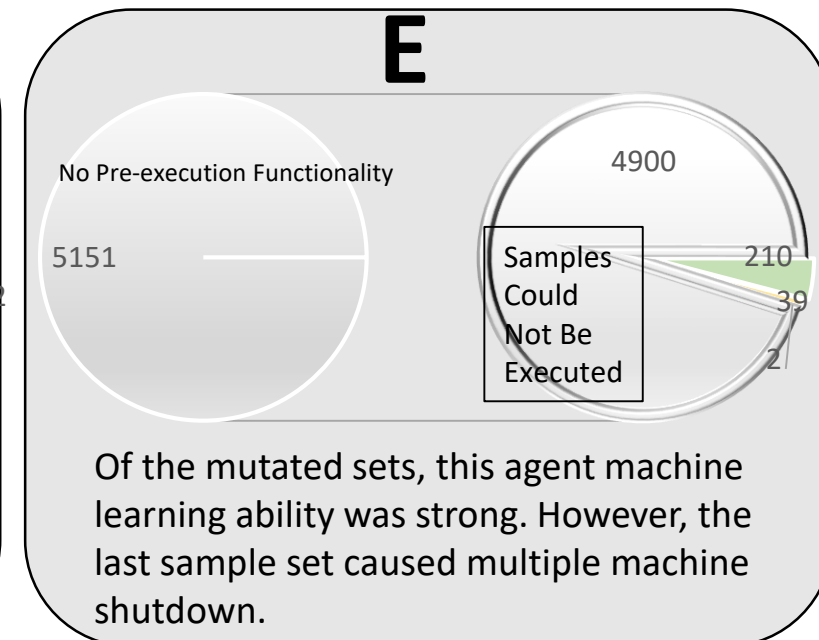 E
No Pre-execution Functionality
5151
4900
210
39
2
Samples
Could
Not Be
Executed
Of the mutated sets, this agent machine
learning ability was strong. However, the
last sample set caused multiple machine
shutdown.